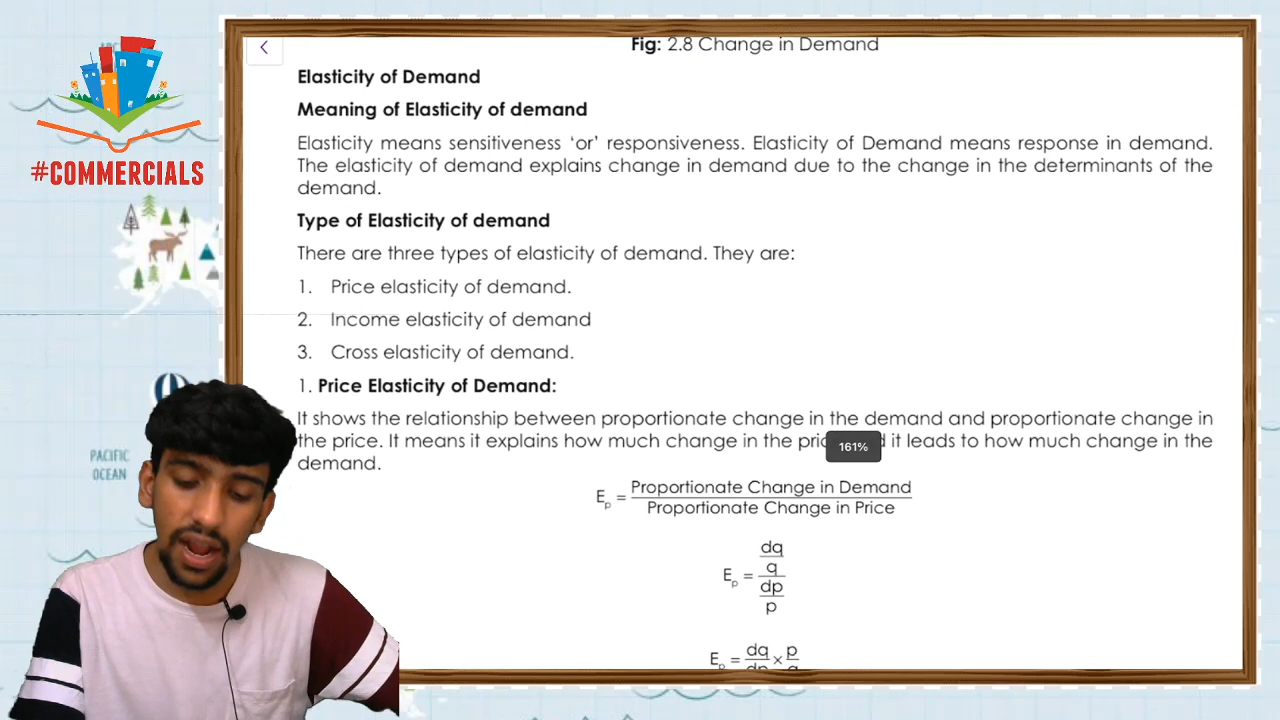 #COMMERCIALS
PACIFIC
OCEAN
Fig: 2.8 Change in Demand
Elasticity of Demand
Meaning of Elasticity of demand
Elasticity means sensitiveness ‘or’ responsiveness. Elasticity of Demand means response in demand.
The elasticity of demand explains change in demand due to the change in the determinants of the
demand.
Type of Elasticity of demand
There are three types of elasticity of demand. They are:
1. Price elasticity of demand.
2. Income elasticity of demand
3. Cross elasticity of demand.
1. Price Elasticity of Demand:
It shows the relationship between proportionate change in the demand and proportionate change in
the price. It means it explains how much change in the it leads to how much change in the
161%
demand.
E_p = Proportionate Change in Demand
Proportionate Change in Price
E_p = dq
q
dp
p
E_p = dq × p